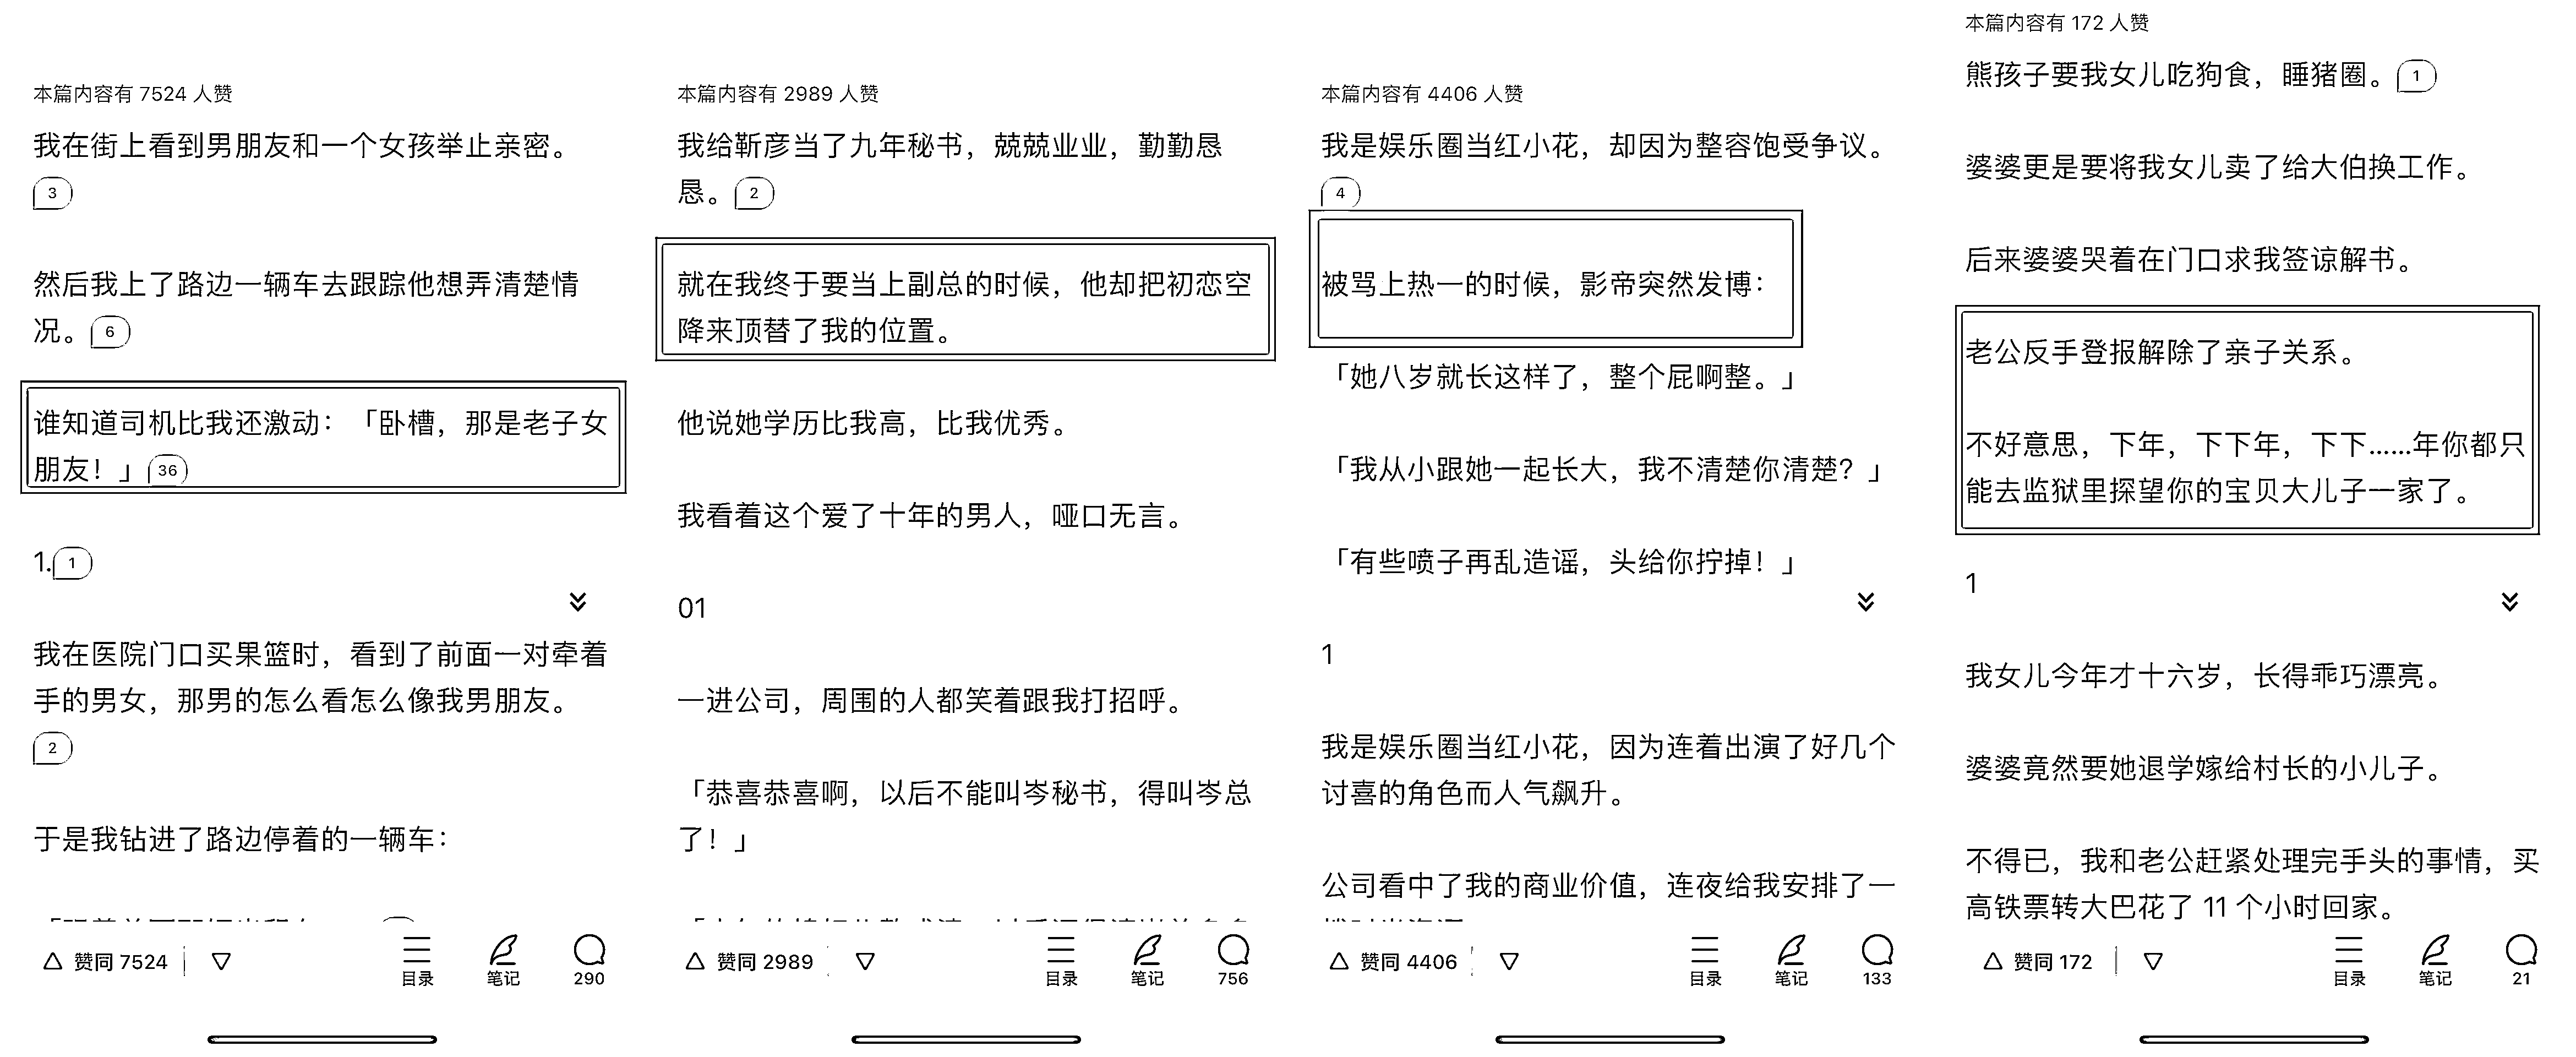 本篇内容有 7524 人赞
我在街上看到男朋友和一个女孩举止亲密。
3
然后我上了路边一辆车去跟踪他想弄清楚情
况。 6
谁知道司机比我还激动：「卧槽，那是老子女
朋友！」 36
1. 1
我在医院门口买果篮时，看到了前面一对牵着
手的男女，那男的怎么看怎么像我男朋友。
2
于是我钻进了路边停着的一辆车：
赞同 7524
目录 笔记 290
本篇内容有 2989 人赞
我给靳彦当了九年秘书，兢兢业业，勤勤恳
恳。 2
就在我终于要当上副总的时候，他却把初恋空
降来顶替了我的位置。
他说她学历比我高，比我优秀。
我看着这个爱了十年的男人，哑口无言。
01
一进公司，周围的人都笑着跟我打招呼。
「恭喜恭喜啊，以后不能叫岑秘书，得叫岑总
了！」
赞同 2989
目录 笔记 756
本篇内容有 4406 人赞
我是娱乐圈当红小花，却因为整容饱受争议。
4
被骂上热一的时候，影帝突然发博：
「她八岁就长这样了，整个屁啊整。」
「我从小跟她一起长大，我不清楚你清楚？」
「有些喷子再乱造谣，头给你拧掉！」
1
我是娱乐圈当红小花，因为连着出演了好几个
讨喜的角色而人气飙升。
公司看中了我的商业价值，连夜给我安排了一
赞同 4406
目录 笔记 133
本篇内容有 172 人赞
熊孩子要我女儿吃狗食，睡猪圈。 1
婆婆更是要将我女儿卖了给大伯换工作。
后来婆婆哭着在门口求我签谅解书。
老公反手登报解除了亲子关系。
不好意思，下年，下下年，下下……年你都只
能去监狱里探望你的宝贝大儿子一家了。
1
我女儿今年才十六岁，长得乖巧漂亮。
婆婆竟然要她退学嫁给村长的小儿子。
不得已，我和老公赶紧处理完手头的事情，买
高铁票转大巴花了 11 个小时回家。
赞同 172
目录 笔记 21